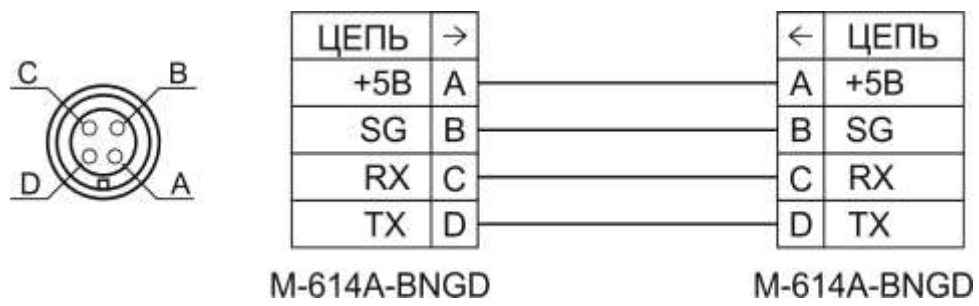 C B
D A
ЦЕПЬ → ← ЦЕПЬ
+5В A A +5В
SG B B SG
RX C C RX
TX D D TX
M-614A-BNGD M-614A-BNGD